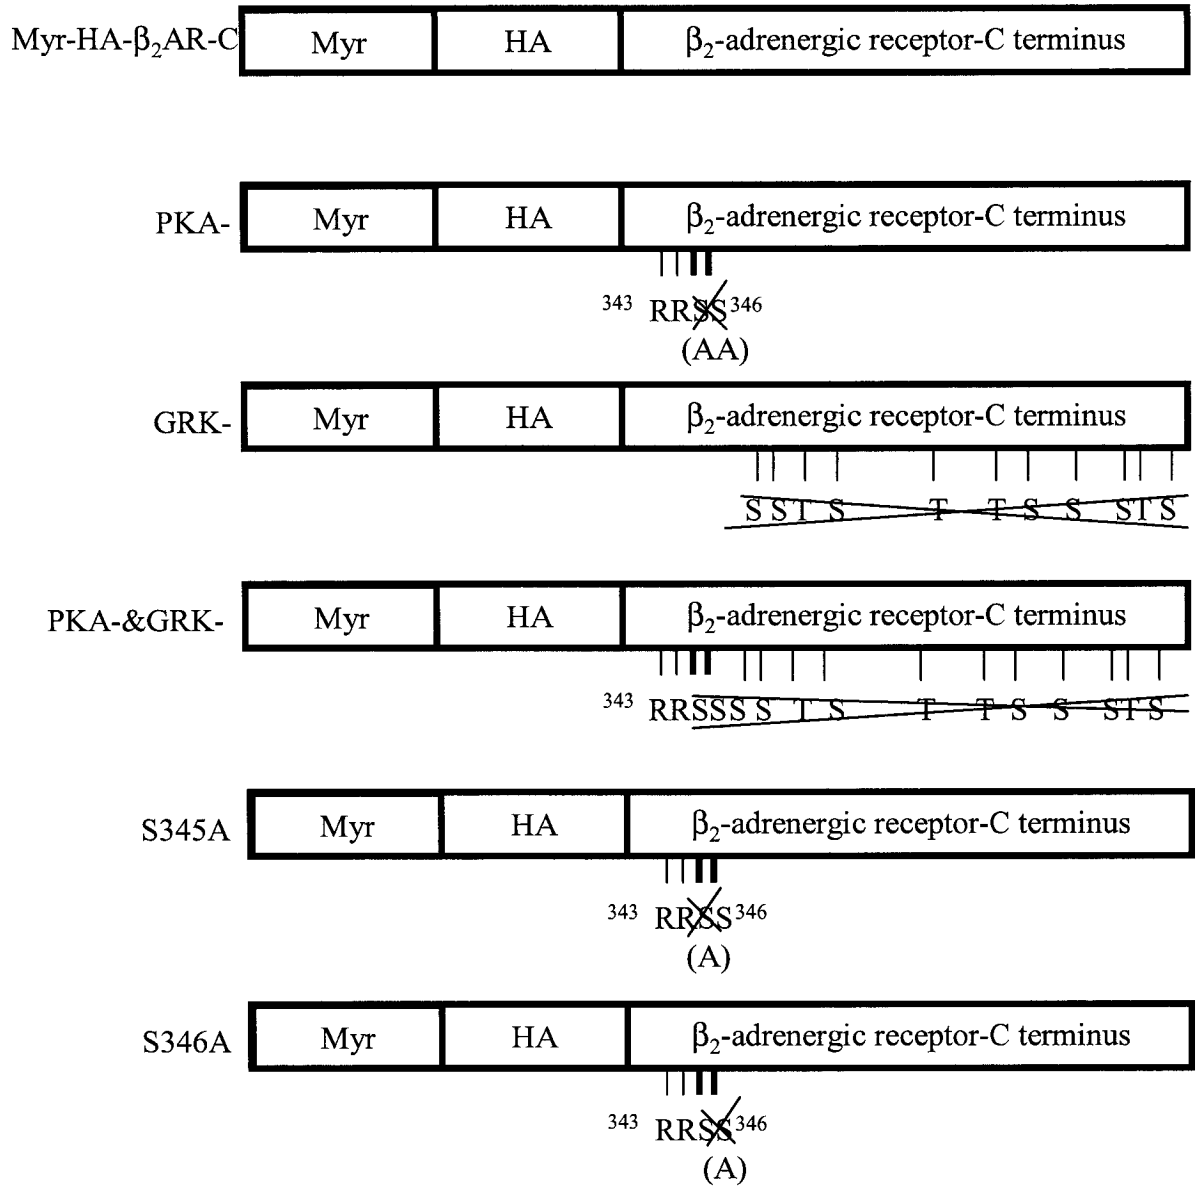 Myr-HA-β₂AR-C Myr HA β₂-adrenergic receptor-C terminus
PKA- Myr HA β₂-adrenergic receptor-C terminus
³⁴³ RRSS³⁴⁶
(AA)
GRK- Myr HA β₂-adrenergic receptor-C terminus
S S T S T T S S S T S
PKA-&GRK- Myr HA β₂-adrenergic receptor-C terminus
³⁴³ RRSSS S T S T T S S S T S
S345A Myr HA β₂-adrenergic receptor-C terminus
³⁴³ RRSS³⁴⁶
(A)
S346A Myr HA β₂-adrenergic receptor-C terminus
³⁴³ RRSS³⁴⁶
(A)